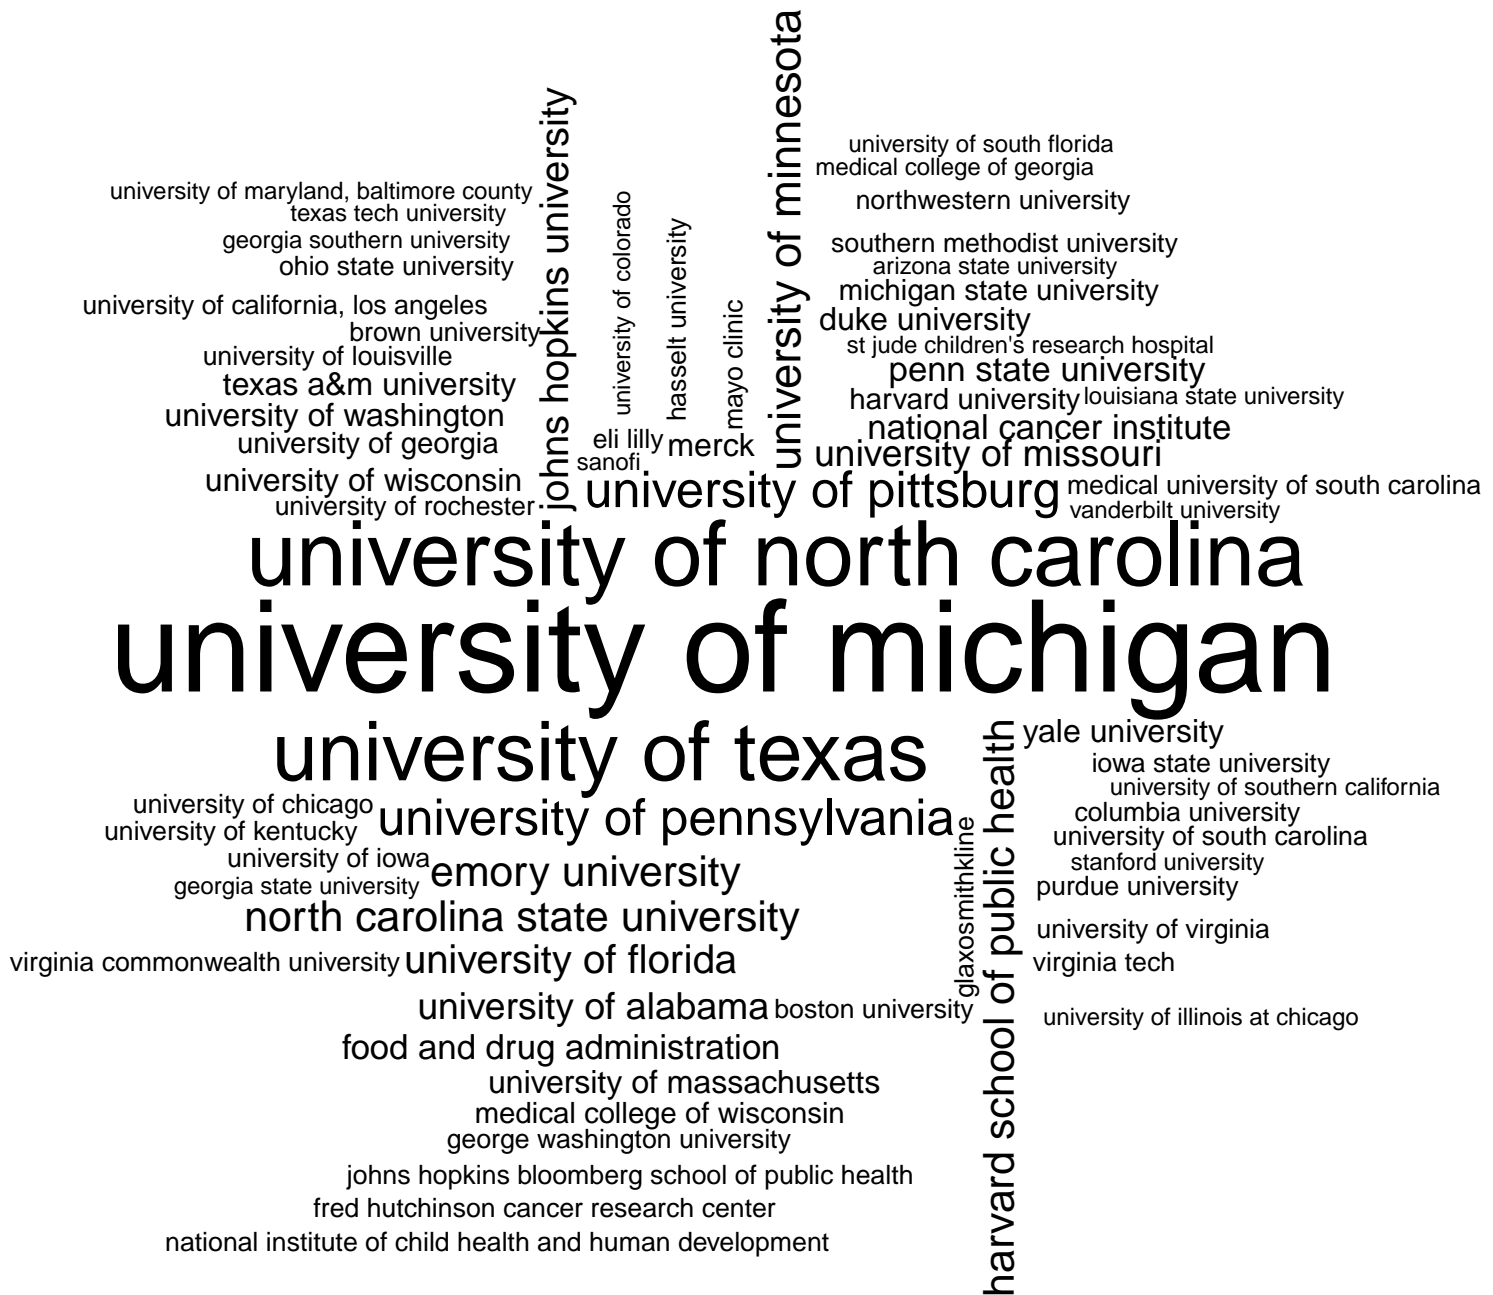 university of minnesota
johns hopkins university
university of south florida
medical college of georgia
university of maryland, baltimore county
northwestern university
texas tech university
university of colorado
georgia southern university
hasselt university
southern methodist university
ohio state university
arizona state university
michigan state university
university of california, los angeles
mayo clinic
duke university
brown university
st jude children's research hospital
university of louisville
penn state university
texas a&m university
harvard university
louisiana state university
university of washington
national cancer institute
university of georgia
eli lilly
merck
university of missouri
sanofi
university of wisconsin
university of pittsburg
medical university of south carolina
university of rochester
vanderbilt university
university of north carolina
university of michigan
university of texas
harvard school of public health
yale university
iowa state university
university of southern california
university of chicago
university of pennsylvania
columbia university
university of kentucky
glaxosmithkline
university of south carolina
university of iowa
emory university
stanford university
georgia state university
purdue university
north carolina state university
university of virginia
virginia commonwealth university
university of florida
virginia tech
university of alabama
boston university
university of illinois at chicago
food and drug administration
university of massachusetts
medical college of wisconsin
george washington university
johns hopkins bloomberg school of public health
fred hutchinson cancer research center
national institute of child health and human development